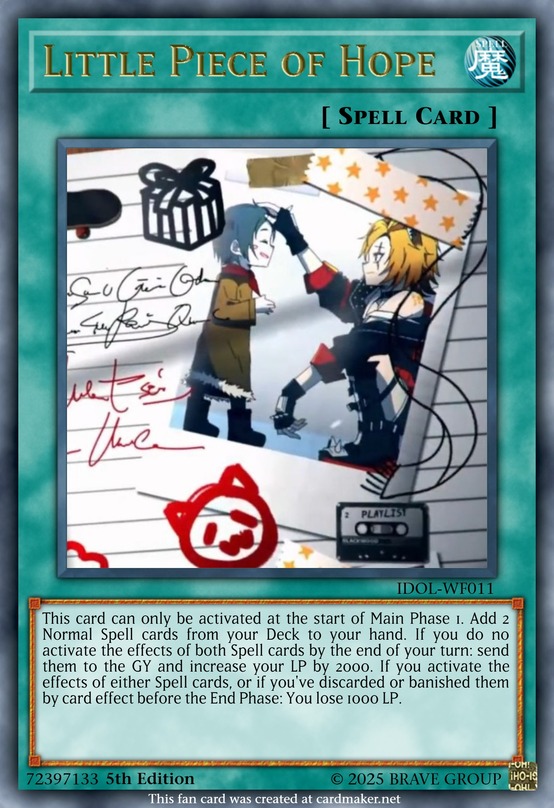 LITTLE PIECE OF HOPE
SPELL
魔
[ SPELL CARD ]
2 PLAYLIST
IDOL-WF011
This card can only be activated at the start of Main Phase 1. Add 2
Normal Spell cards from your Deck to your hand. If you do no
activate the effects of both Spell cards by the end of your turn: send
them to the GY and increase your LP by 2000. If you activate the
effects of either Spell cards, or if you've discarded or banished them
by card effect before the End Phase: You lose 1000 LP.
72397133 5th Edition
© 2025 BRAVE GROUP
This fan card was created at cardmaker.net